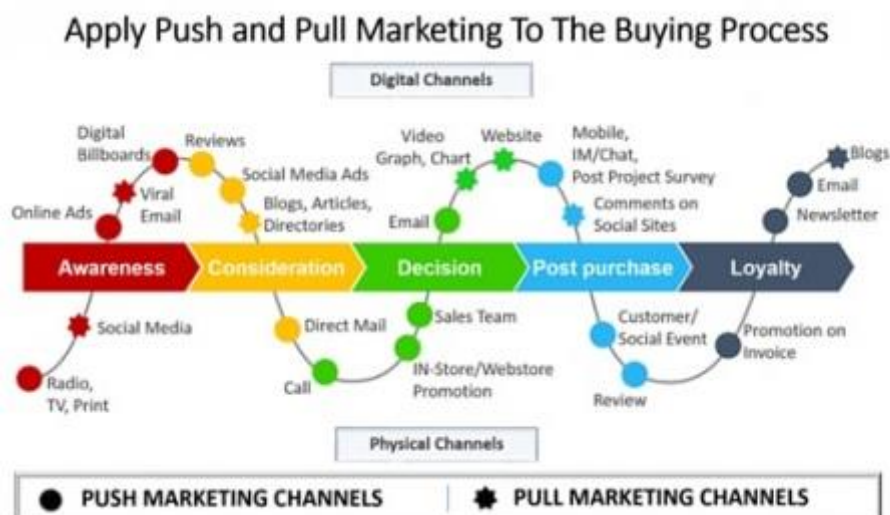 Apply Push and Pull Marketing To The Buying Process
Digital Channels
Digital
Billboards
Reviews
Video
Graph, Chart
Website
Mobile,
IM/Chat,
Post Project Survey
Blogs
Viral
Email
Social Media Ads
Email
Online Ads
Blogs, Articles,
Directories
Email
Comments on
Social Sites
Newsletter
Awareness
Consideration
Decision
Post purchase
Loyalty
Social Media
Direct Mail
Sales Team
Customer/
Social Event
Promotion on
Invoice
Radio,
TV, Print
Call
IN-Store/Webstore
Promotion
Review
Physical Channels
PUSH MARKETING CHANNELS
PULL MARKETING CHANNELS